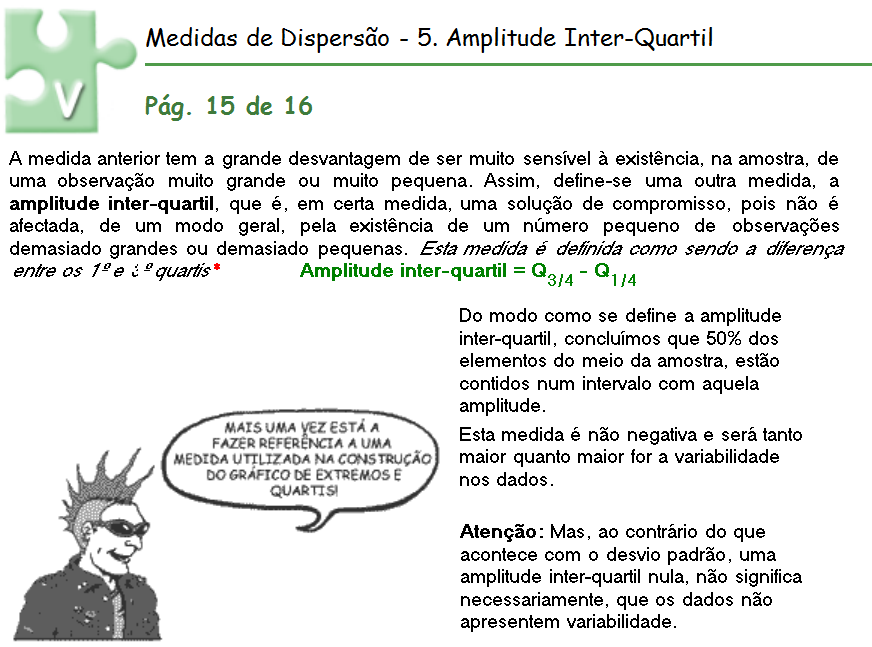 V
Medidas de Dispersão - 5. Amplitude Inter-Quartil
Pág. 15 de 16
A medida anterior tem a grande desvantagem de ser muito sensível à existência, na amostra, de
uma observação muito grande ou muito pequena. Assim, define-se uma outra medida, a
amplitude inter-quartil, que é, em certa medida, uma solução de compromisso, pois não é
afectada, de um modo geral, pela existência de um número pequeno de observações
demasiado grandes ou demasiado pequenas. Esta medida é definida como sendo a diferença
entre os 1º e 3º quartis* Amplitude inter-quartil = Q3/4 - Q1/4
Do modo como se define a amplitude
inter-quartil, concluímos que 50% dos
elementos do meio da amostra, estão
contidos num intervalo com aquela
amplitude.
Esta medida é não negativa e será tanto
maior quanto maior for a variabilidade
nos dados.
MAIS UMA VEZ ESTÁ A
FAZER REFERÊNCIA A UMA
MEDIDA UTILIZADA NA CONSTRUÇÃO
DO GRÁFICO DE EXTREMOS E
QUARTIS!
Atenção: Mas, ao contrário do que
acontece com o desvio padrão, uma
amplitude inter-quartil nula, não significa
necessariamente, que os dados não
apresentem variabilidade.